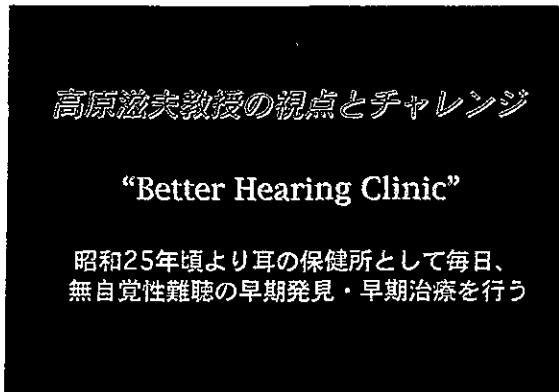 高原滋夫教授の視点とチャレンジ
“Better Hearing Clinic”
昭和25年頃より耳の保健所として毎日、
無自覚性難聴の早期発見・早期治療を行う